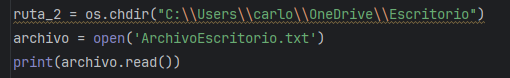 ruta_2 = os.chdir("C:\\Users\\carlo\\OneDrive\\Escritorio")
archivo = open('ArchivoEscritorio.txt')
print(archivo.read())